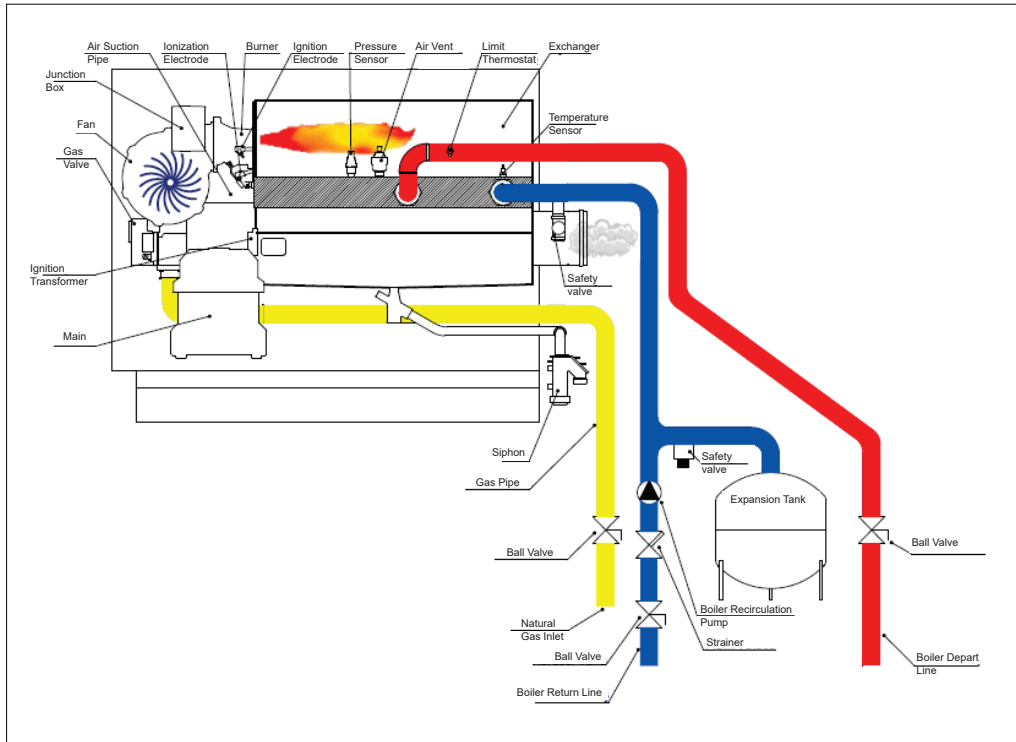 Air Suction
Pipe
Ionization
Electrode
Burner
Ignition
Electrode
Pressure
Sensor
Air Vent
Limit
Thermostat
Exchanger
Junction
Box
Fan
Gas
Valve
Temperature
Sensor
Ignition
Transformer
Safety
valve
Main
Siphon
Gas Pipe
Safety
valve
Expansion Tank
Ball Valve
Ball Valve
Natural
Gas Inlet
Boiler Recirculation
Pump
Strainer
Ball Valve
Boiler Depart
Line
Boiler Return Line